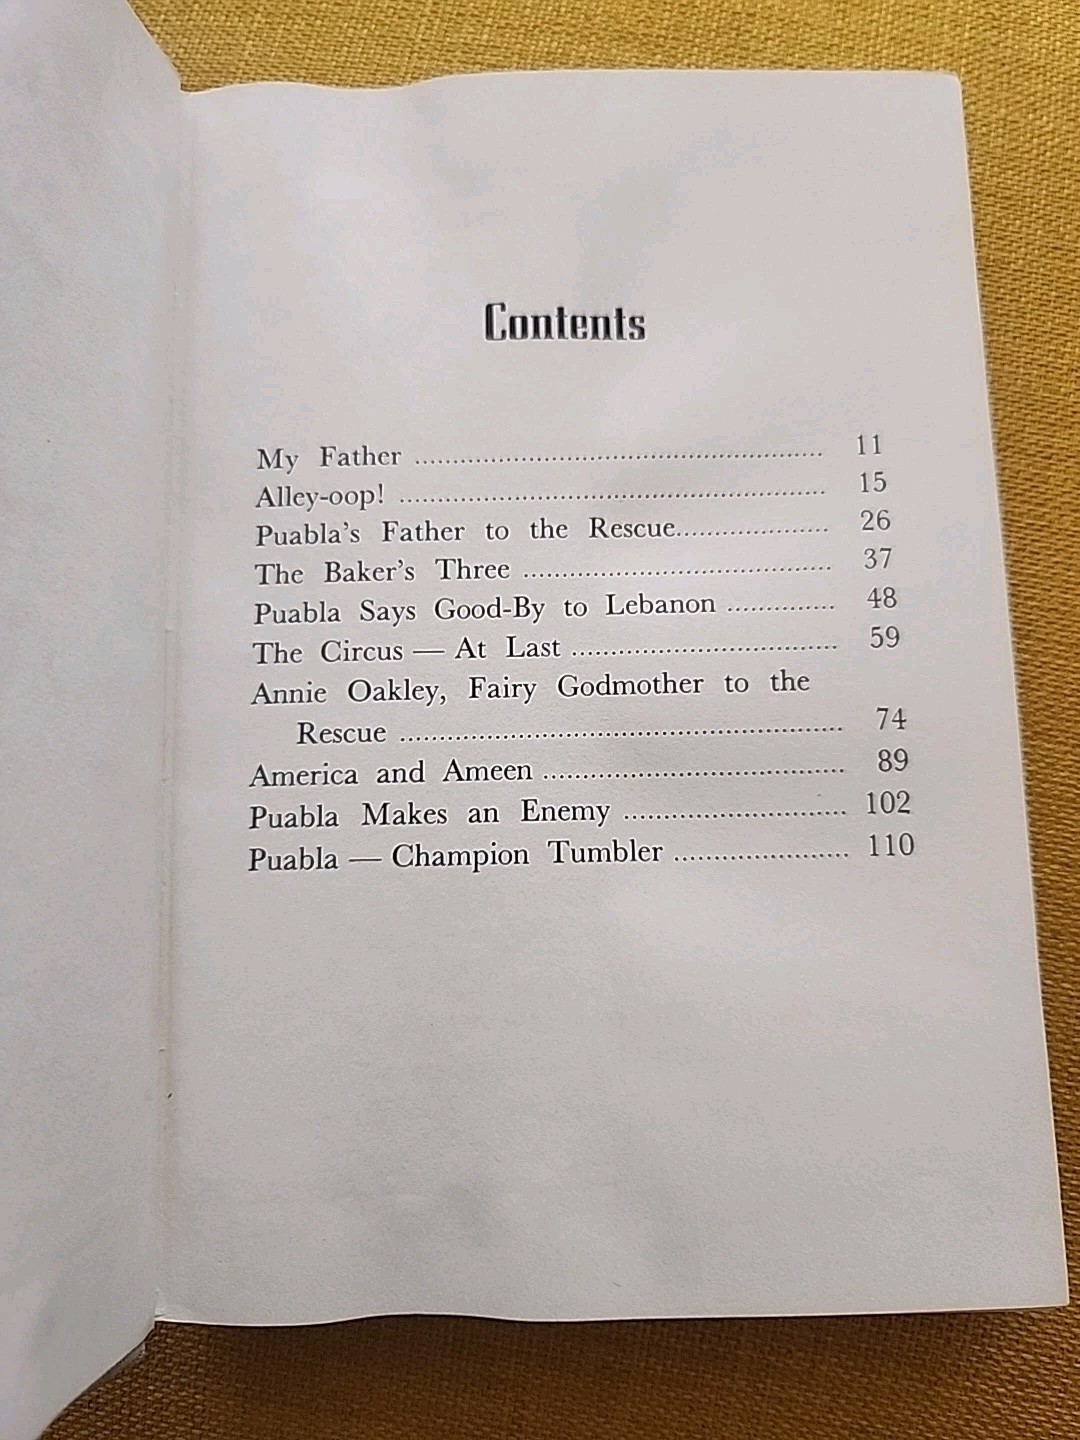 Contents
My Father ........................................................ 11
Alley-oop! ........................................................ 15
Puabla's Father to the Rescue.................... 26
The Baker's Three ........................................ 37
Puabla Says Good-By to Lebanon .............. 48
The Circus — At Last ................................... 59
Annie Oakley, Fairy Godmother to the
Rescue .......................................................... 74
America and Ameen ....................................... 89
Puabla Makes an Enemy ............................ 102
Puabla — Champion Tumbler ...................... 110